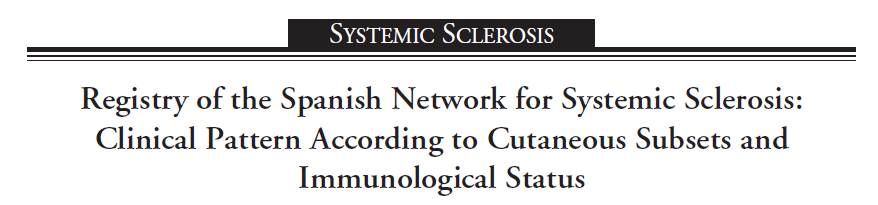 SYSTEMIC SCLEROSIS
Registry of the Spanish Network for Systemic Sclerosis:
Clinical Pattern According to Cutaneous Subsets and
Immunological Status